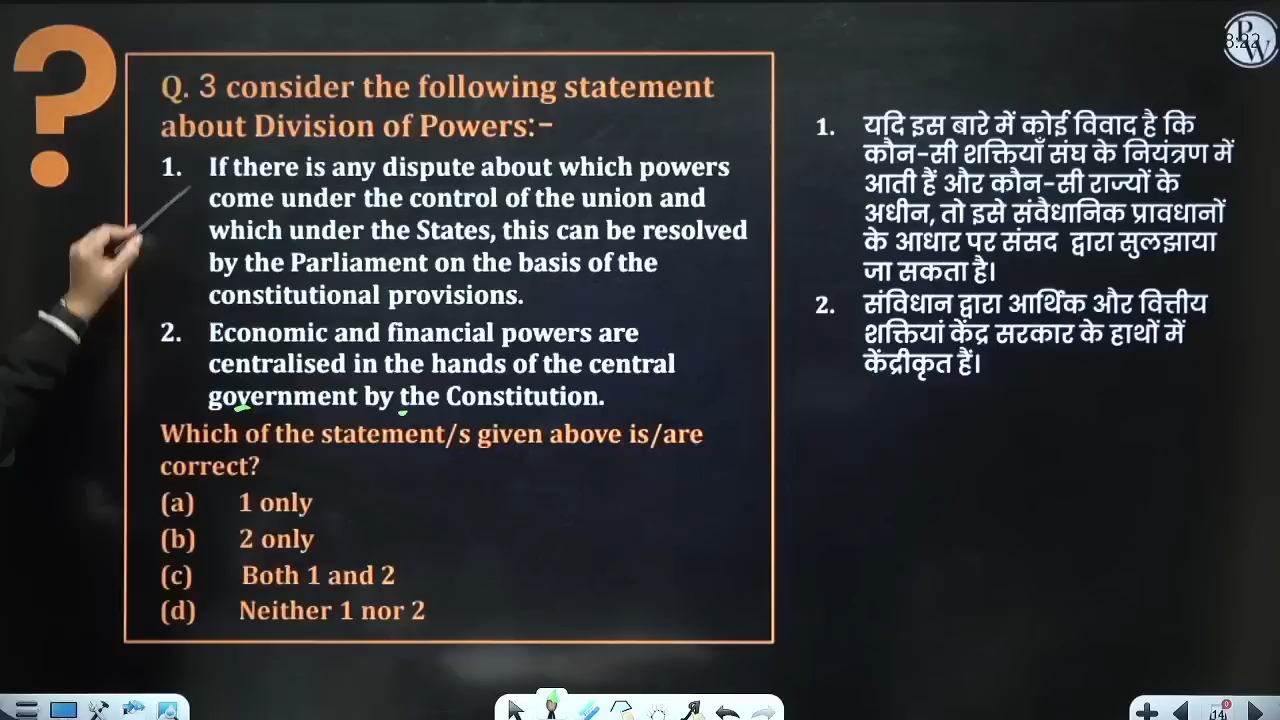 ?
Q. 3 consider the following statement
about Division of Powers:-
1. If there is any dispute about which powers
come under the control of the union and
which under the States, this can be resolved
by the Parliament on the basis of the
constitutional provisions.
2. Economic and financial powers are
centralised in the hands of the central
government by the Constitution.
Which of the statement/s given above is/are
correct?
(a) 1 only
(b) 2 only
(c) Both 1 and 2
(d) Neither 1 nor 2
PW
1. यदि इस बारे में कोई विवाद है कि
कौन-सी शक्तियाँ संघ के नियंत्रण में
आती हैं और कौन-सी राज्यों के
अधीन, तो इसे संवैधानिक प्रावधानों
के आधार पर संसद द्वारा सुलझाया
जा सकता है।
2. संविधान द्वारा आर्थिक और वित्तीय
शक्तियां केंद्र सरकार के हाथों में
केंद्रीकृत हैं।
14